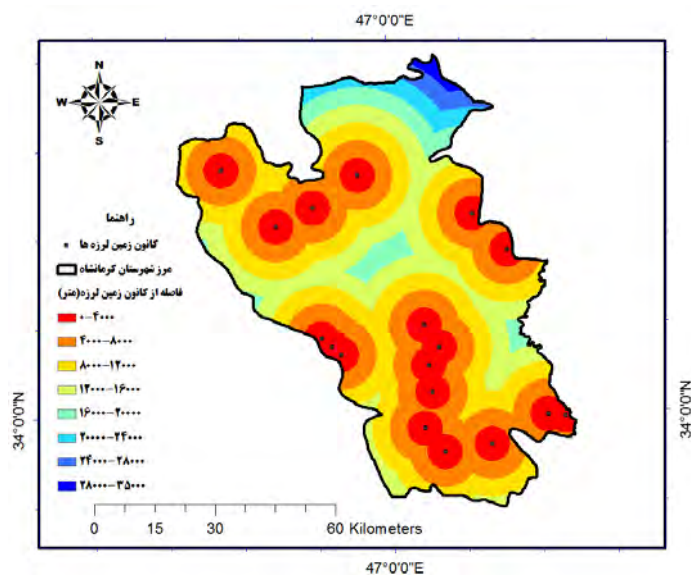 47°0'0"E
N
W E
S
راهنما
کانون زمین لرزه ها
مرز شهرستان کرمانشاه
فاصله از کانون زمین لرزه(متر)
۰-۴۰۰۰
۴۰۰۰-۸۰۰۰
۸۰۰۰-۱۲۰۰۰
۱۲۰۰۰-۱۶۰۰۰
۱۶۰۰۰-۲۰۰۰۰
۲۰۰۰۰-۲۴۰۰۰
۲۴۰۰۰-۲۸۰۰۰
۲۸۰۰۰-۳۵۰۰۰
34°0'0"N
34°0'0"N
0 15 30 60 Kilometers
47°0'0"E